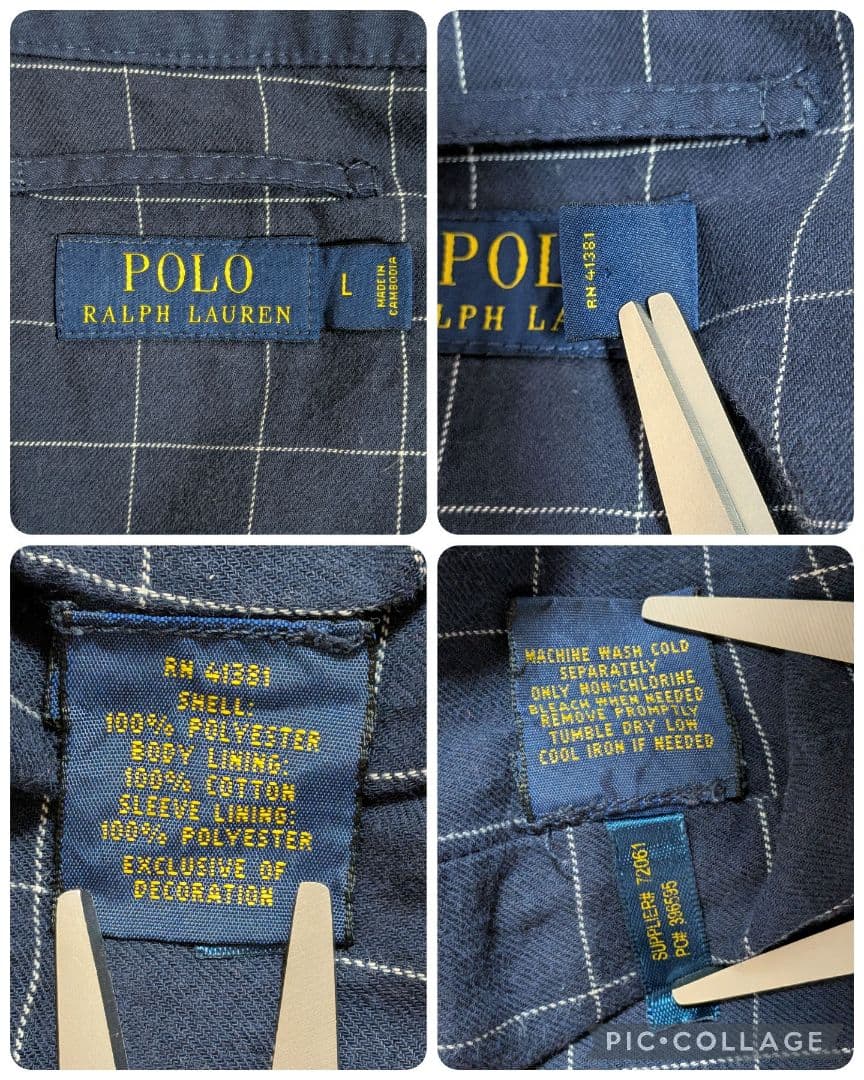 POLO
RALPH LAUREN
L
MADE IN
CAMBODIA
POL
LPH LA
RN 41381
RN 41381
SHELL:
100% POLYESTER
BODY LINING:
100% COTTON
SLEEVE LINING:
100% POLYESTER
EXCLUSIVE OF
DECORATION
MACHINE WASH COLD
SEPARATELY
ONLY NON-CHLORINE
BLEACH WHEN NEEDED
REMOVE PROMPTLY
TUMBLE DRY LOW
COOL IRON IF NEEDED
SUPPLIER# 72061
PO# 396595
PIC•COLLAGE